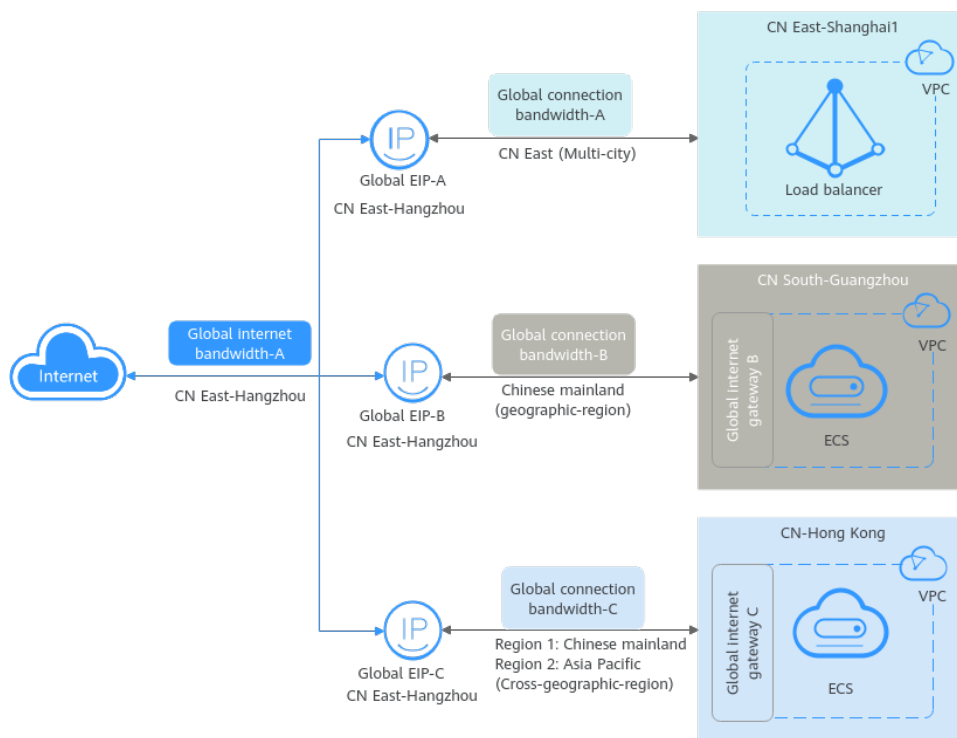 CN East-Shanghai1
VPC
Load balancer
Global connection
bandwidth-A
CN East (Multi-city)
IP
Global EIP-A
CN East-Hangzhou
Internet
Global internet
bandwidth-A
CN East-Hangzhou
IP
Global EIP-B
CN East-Hangzhou
Global connection
bandwidth-B
Chinese mainland
(geographic-region)
CN South-Guangzhou
VPC
Global internet
gateway B
ECS
IP
Global EIP-C
CN East-Hangzhou
Global connection
bandwidth-C
Region 1: Chinese mainland
Region 2: Asia Pacific
(Cross-geographic-region)
CN-Hong Kong
VPC
Global internet
gateway C
ECS